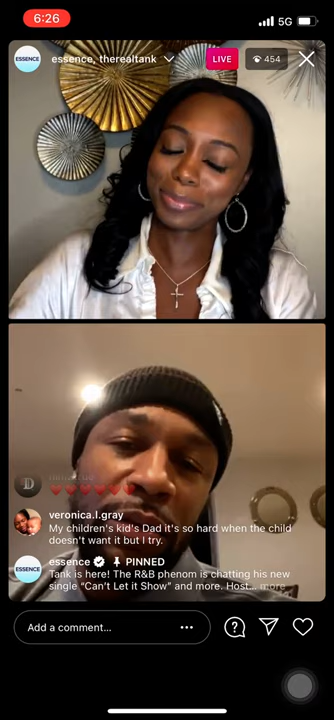 6:26
5G
ESSENCE
essence, therealtank
LIVE
454
D
veronica.l.gray
My children's kid's Dad it's so hard when the child
doesn't want it but I try.
ESSENCE
essence PINNED
Tank is here! The R&B phenom is chatting his new
single “Can't Let it Show” and more. Host... more
Add a comment...